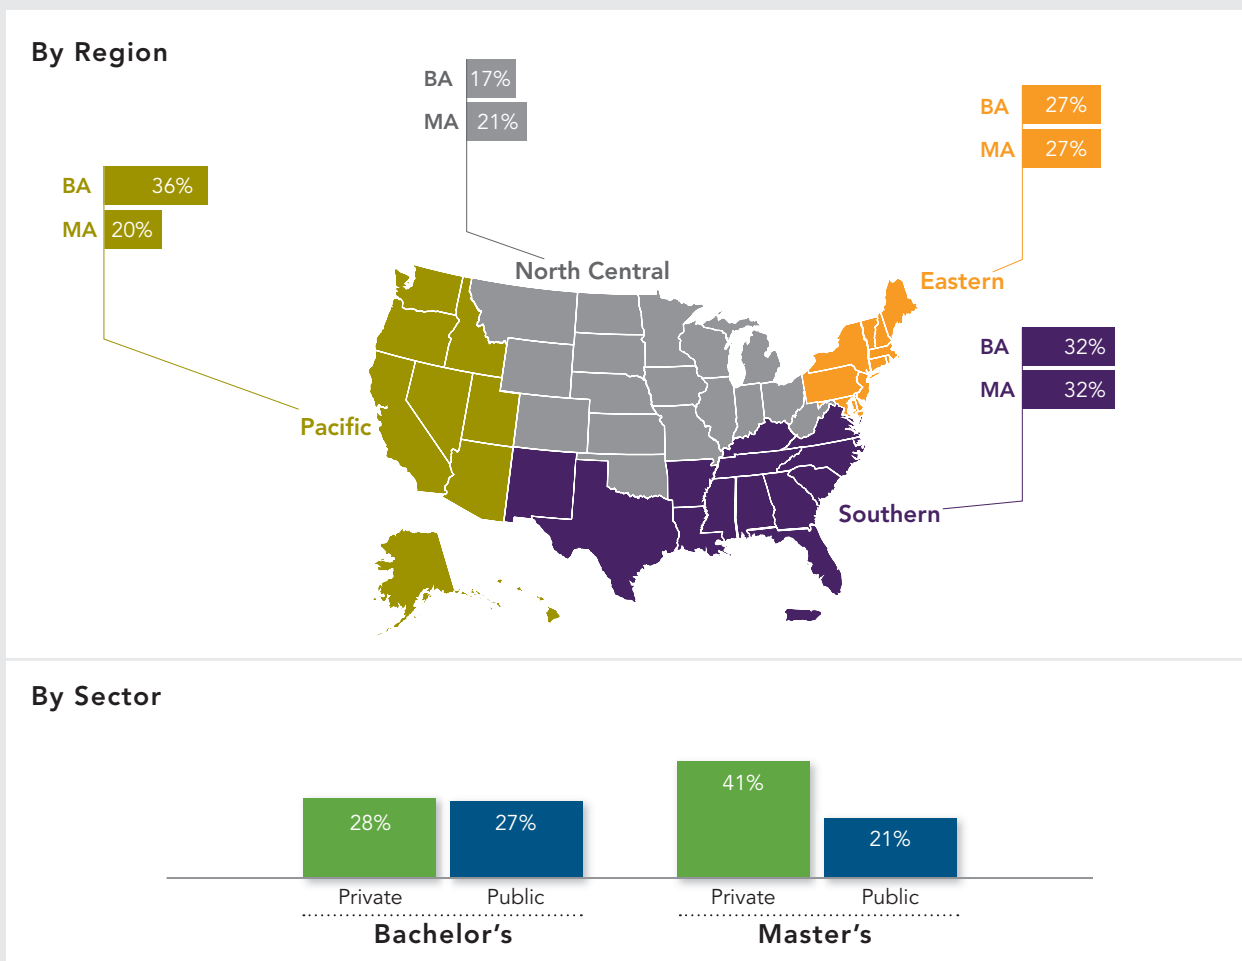 By Region
BA 17%
MA 21%
BA 27%
MA 27%
BA 36%
MA 20%
North Central
Eastern
BA 32%
MA 32%
Pacific
Southern
By Sector
28% 27% 41% 21%
Private Public Private Public
Bachelor's Master's